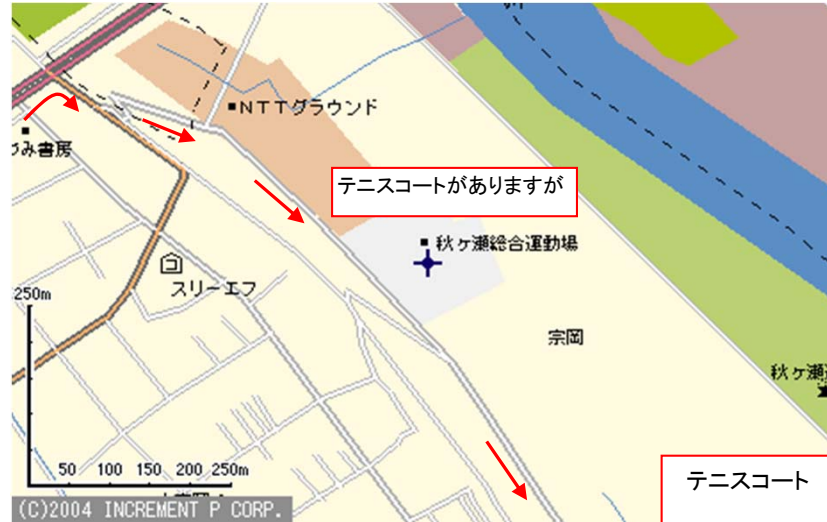 NTTグラウンド
み書房
テニスコートがありますが
秋ヶ瀬総合運動場
スリーエフ
250m
宗岡
秋ヶ瀬
50 100 150 200 250m
テニスコート
(C)2004 INCREMENT P CORP.